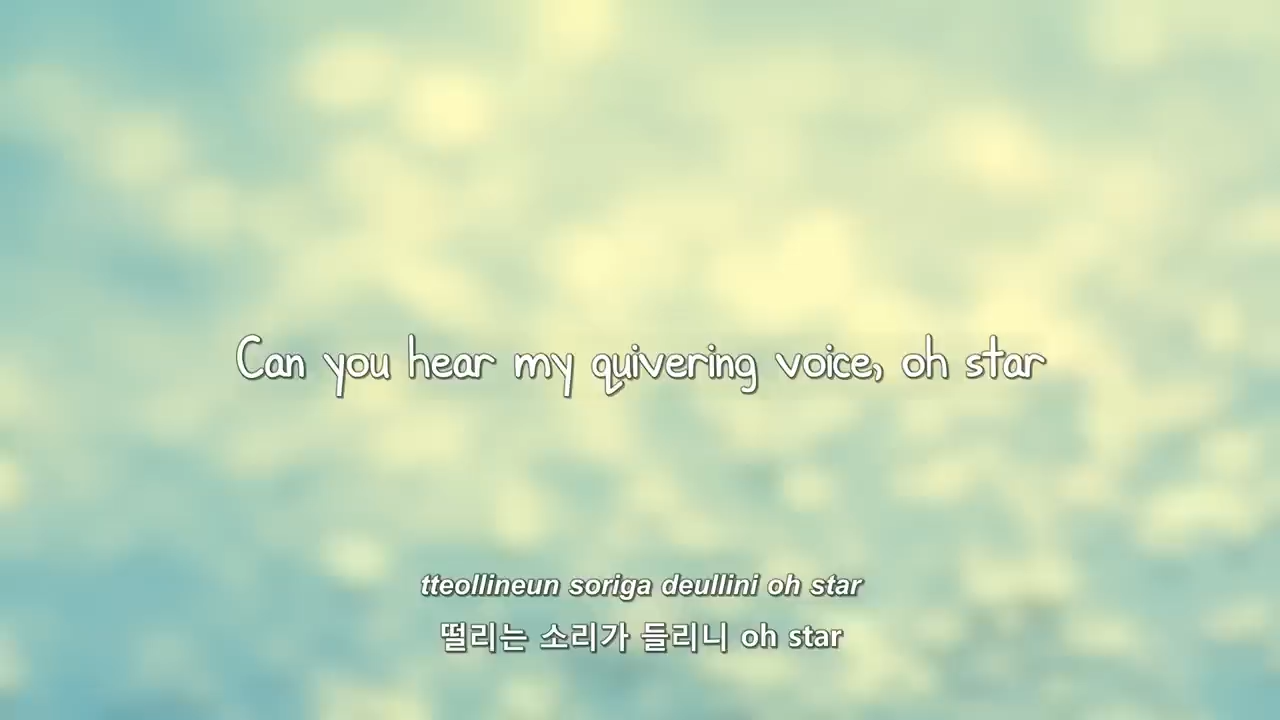 Can you hear my quivering voice, oh star
tteollineun soriga deullini oh star
떨리는 소리가 들리니 oh star